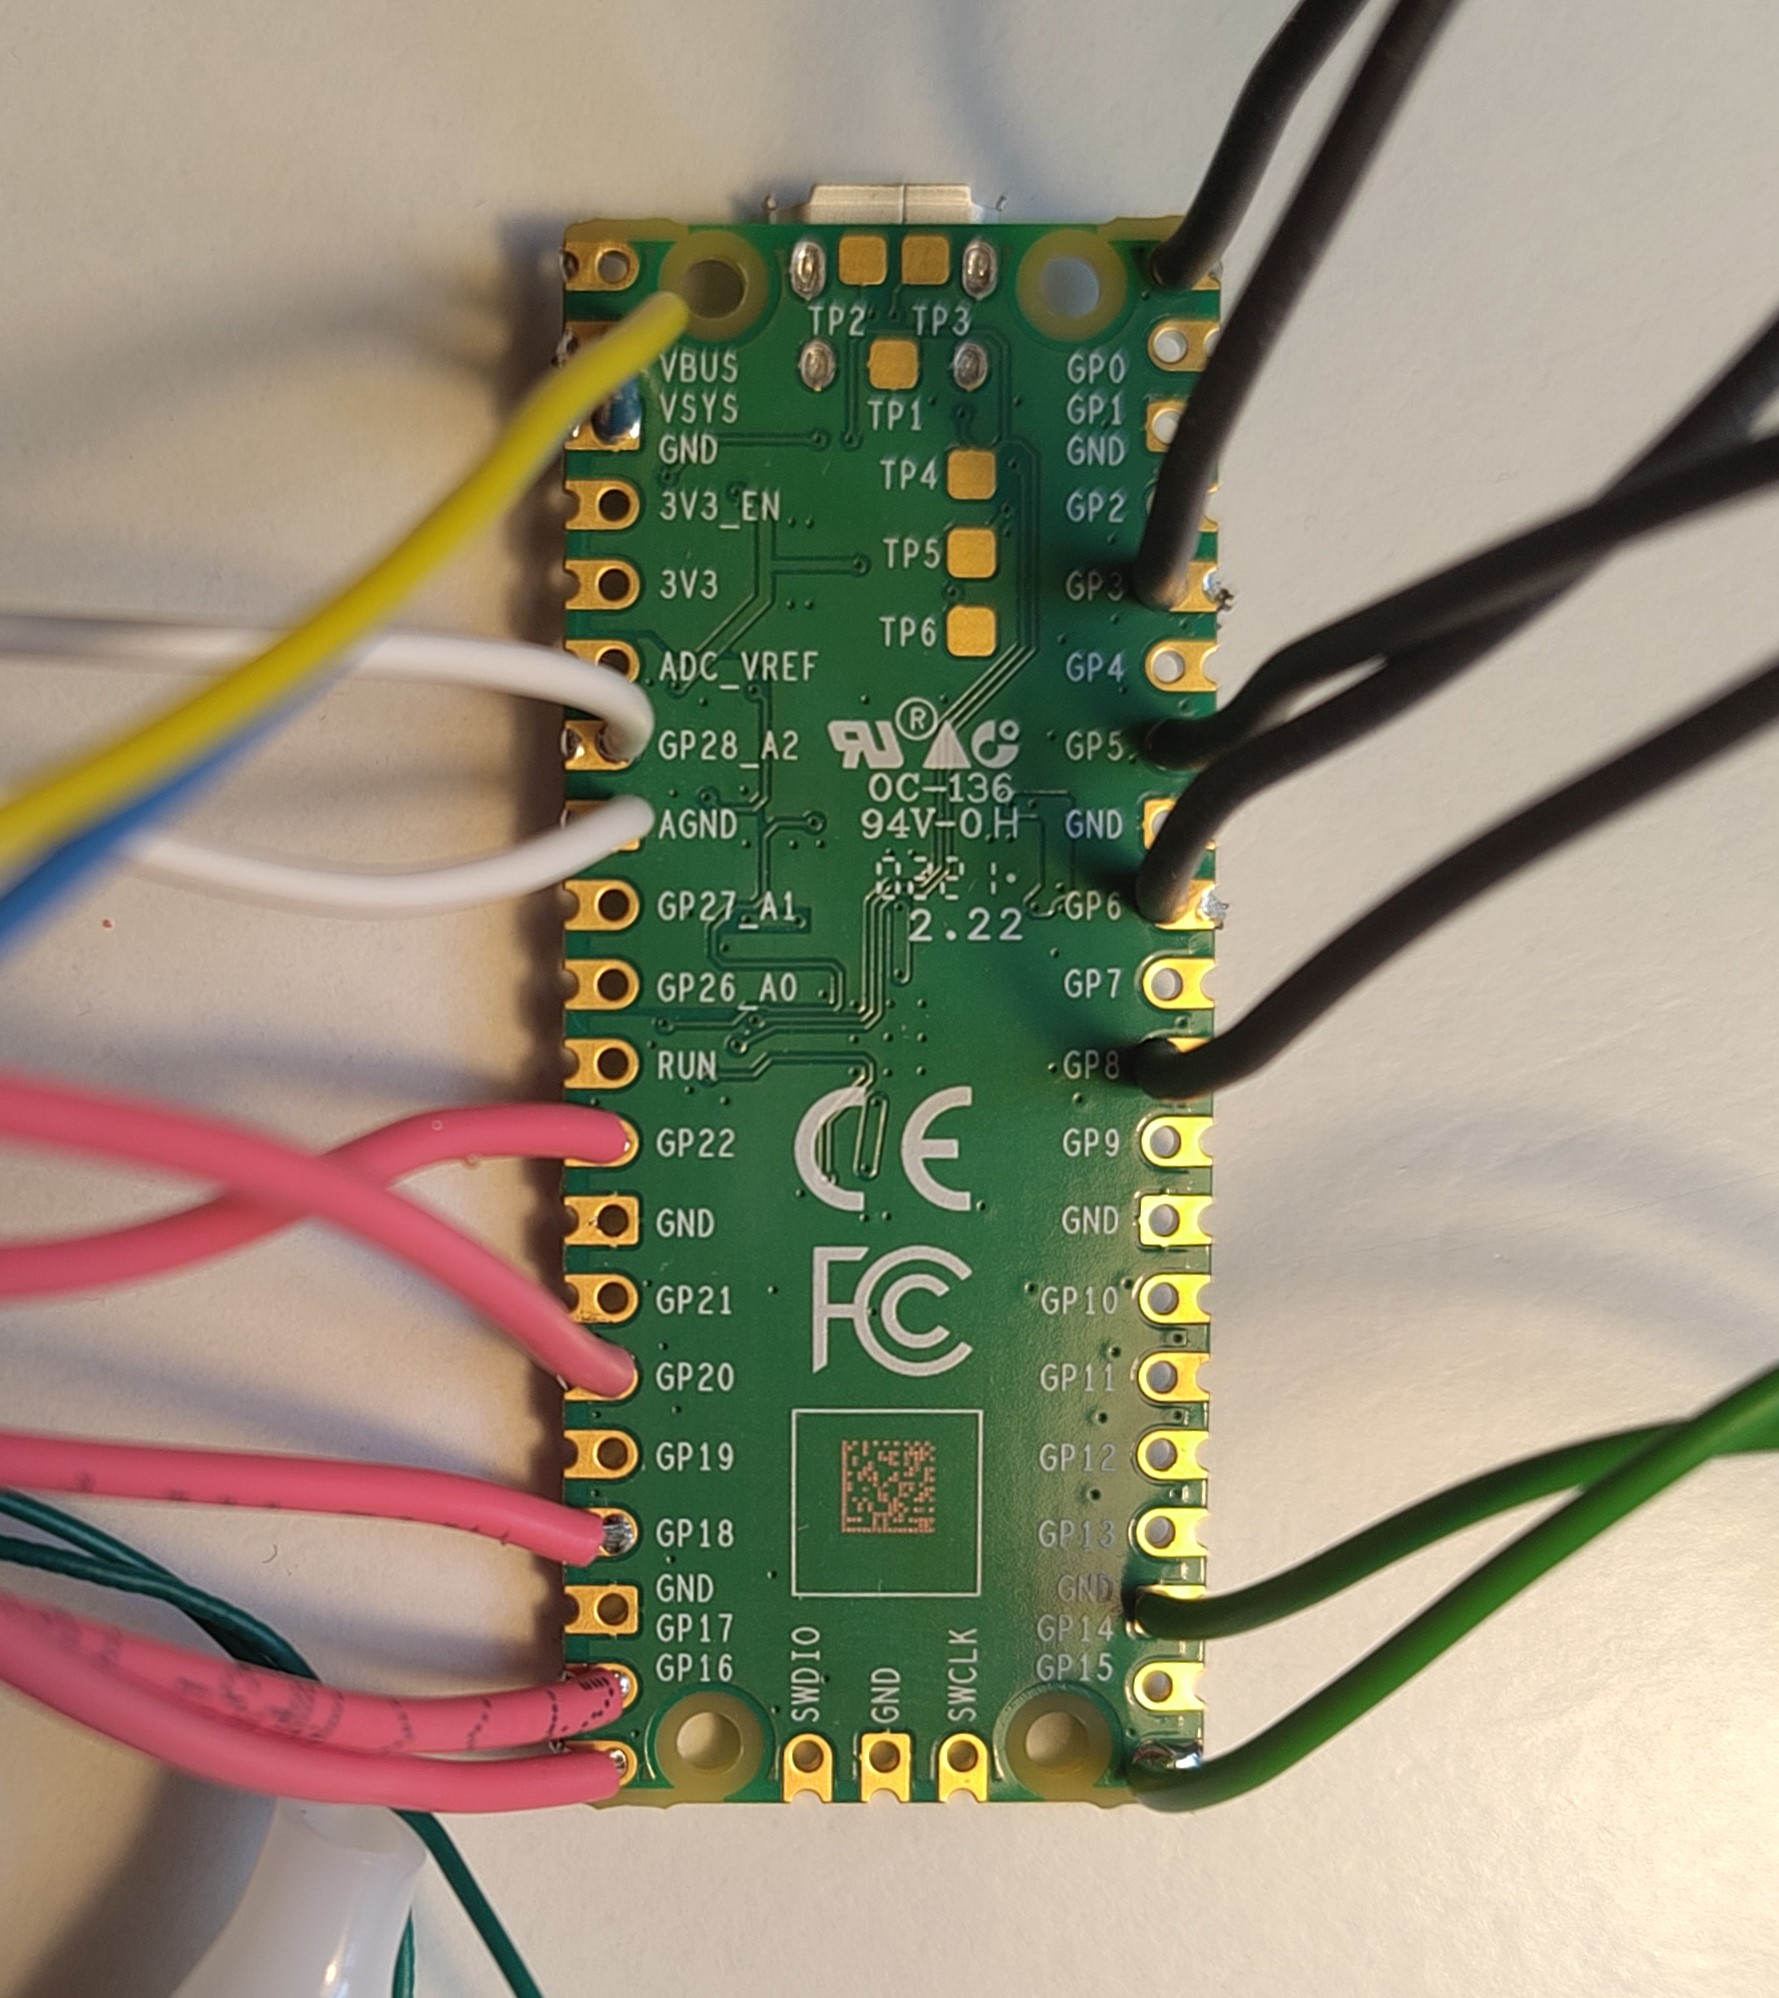 TP2 TP3
VBUS GP0
TP1
VSYS GP1
GND GND
TP4
3V3_EN GP2
TP5
3V3 GP3
TP6
ADC_VREF GP4
GP28_A2 ® GP5
OC-136
AGND 94V-0 H GND
GP27_A1 GP6
2.22
GP26_A0 GP7
RUN GP8
GP22 CE GP9
GND GND
GP21 FC GP10
GP20 GP11
GP19 GP12
GP18 GP13
GND GND
GP17 GP14
GP16 GP15
SWDIO GND SWCLK